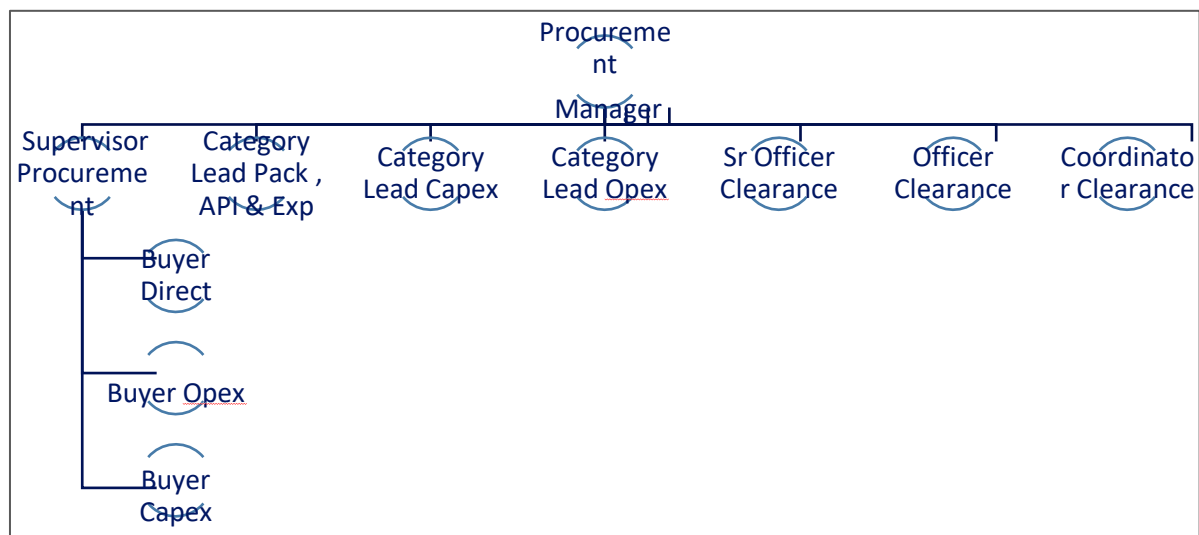 Procureme
nt
Manager
Supervisor
Procureme
nt
Category
Lead Pack ,
API & Exp
Category
Lead Capex
Category
Lead Opex
Sr Officer
Clearance
Officer
Clearance
Coordinato
r Clearance
Buyer
Direct
Buyer Opex
Buyer
Capex